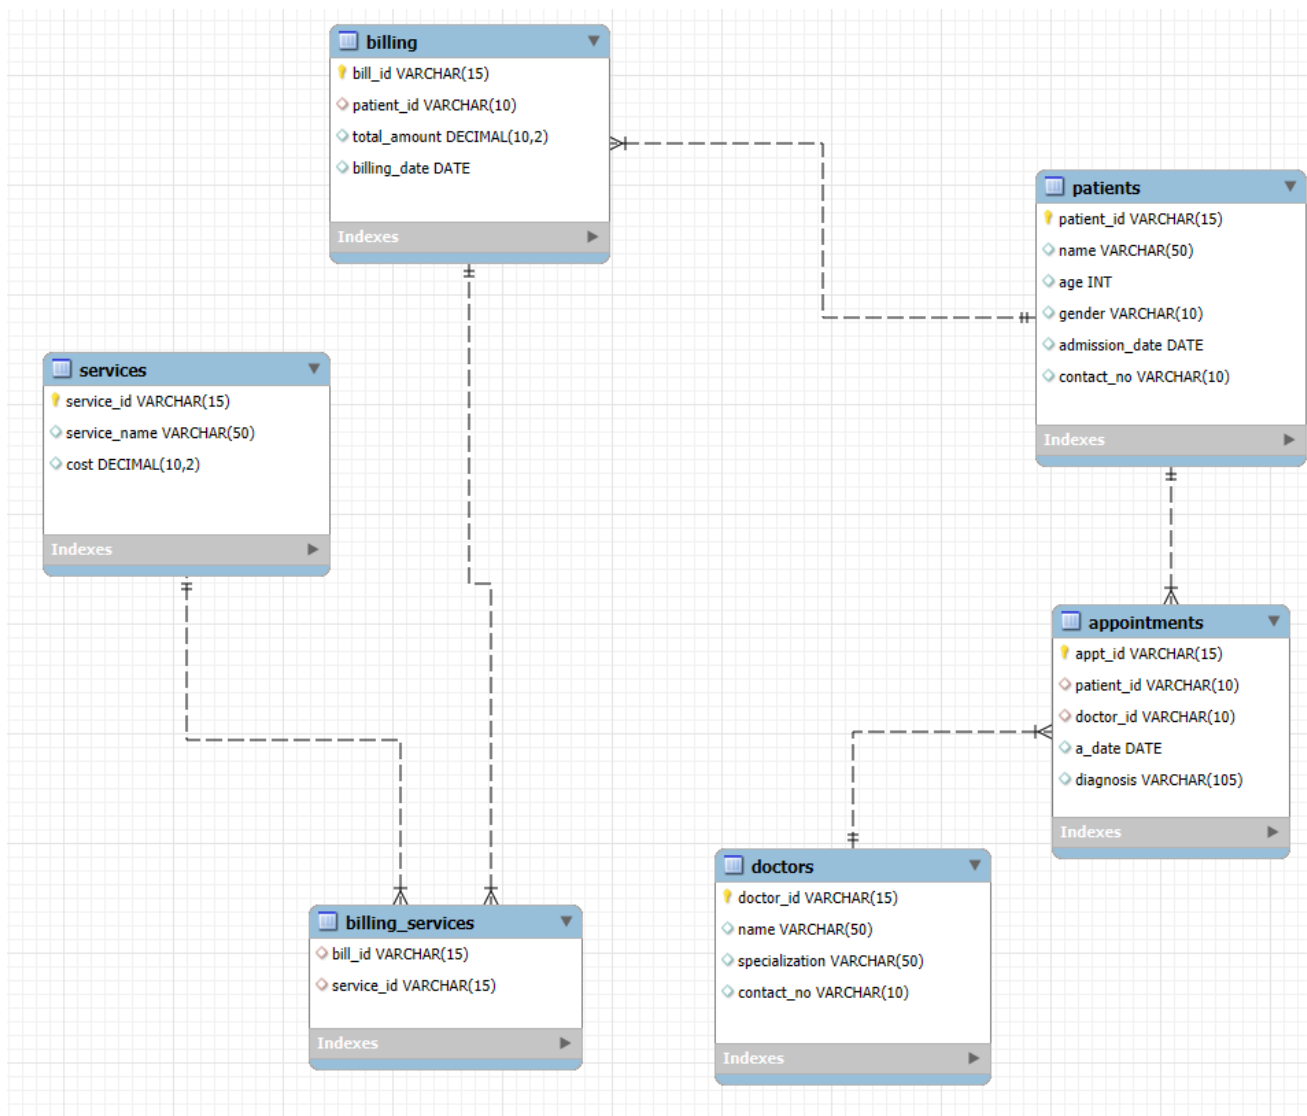 billing
bill_id VARCHAR(15)
patient_id VARCHAR(10)
total_amount DECIMAL(10,2)
billing_date DATE
Indexes
patients
patient_id VARCHAR(15)
name VARCHAR(50)
age INT
gender VARCHAR(10)
admission_date DATE
contact_no VARCHAR(10)
Indexes
services
service_id VARCHAR(15)
service_name VARCHAR(50)
cost DECIMAL(10,2)
Indexes
appointments
appt_id VARCHAR(15)
patient_id VARCHAR(10)
doctor_id VARCHAR(10)
a_date DATE
diagnosis VARCHAR(105)
Indexes
doctors
doctor_id VARCHAR(15)
name VARCHAR(50)
specialization VARCHAR(50)
contact_no VARCHAR(10)
Indexes
billing_services
bill_id VARCHAR(15)
service_id VARCHAR(15)
Indexes